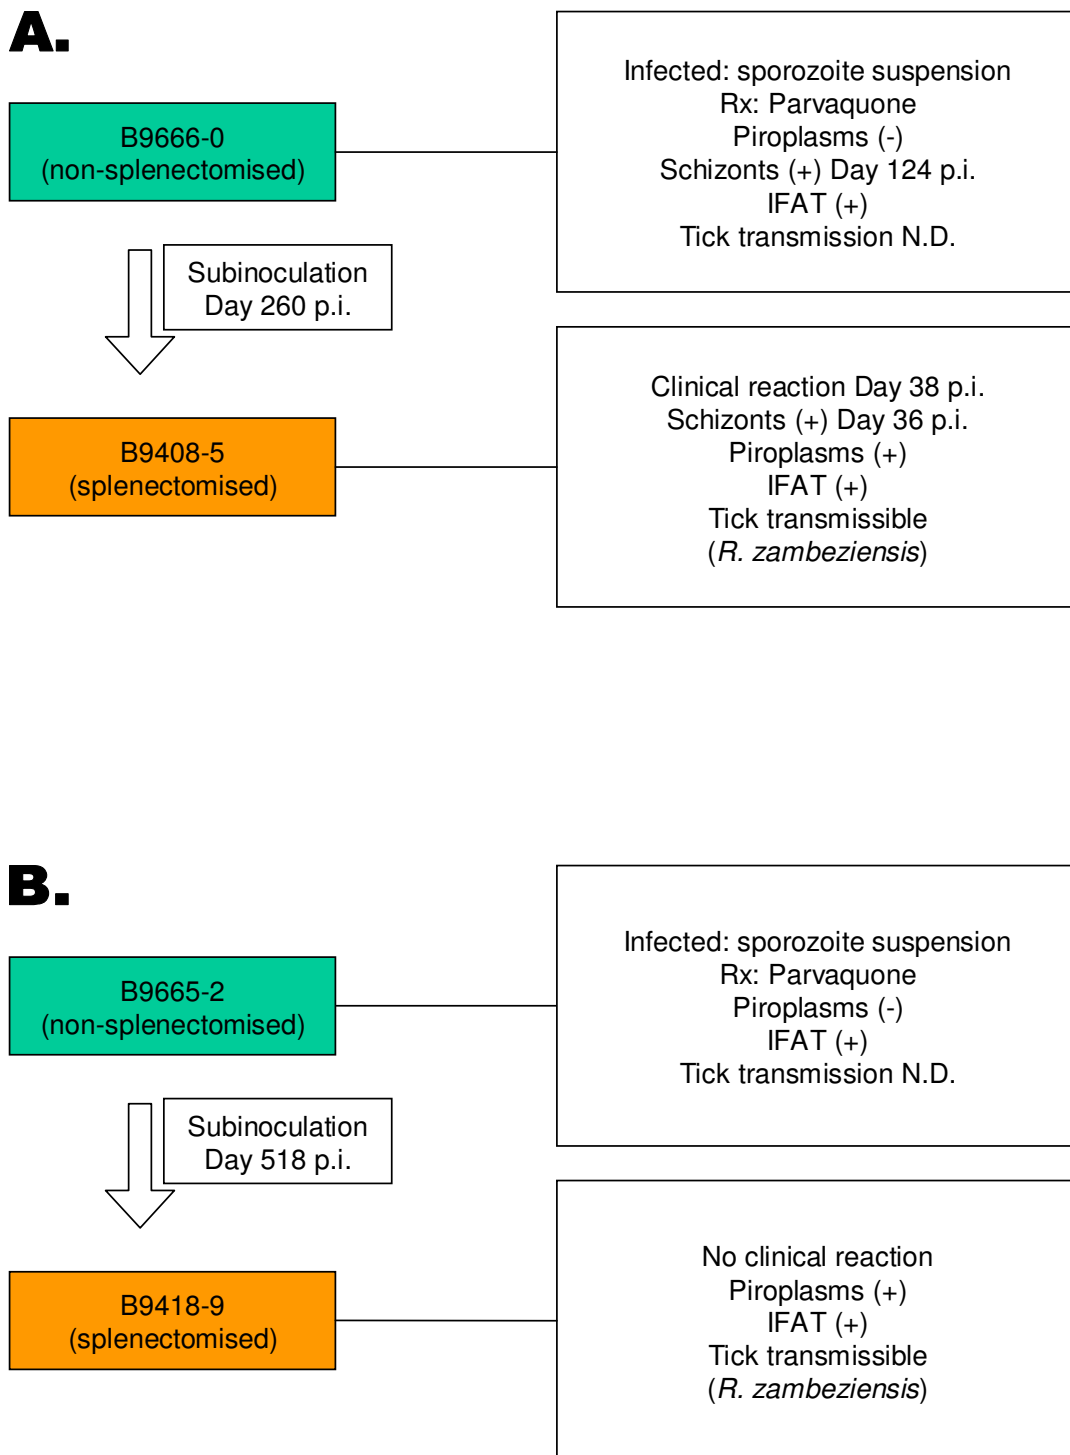 A.
B9666-0
(non-splenectomised)
Infected: sporozoite suspension
Rx: Parvaquone
Piroplasms (-)
Schizonts (+) Day 124 p.i.
IFAT (+)
Tick transmission N.D.
Subinoculation
Day 260 p.i.
B9408-5
(splenectomised)
Clinical reaction Day 38 p.i.
Schizonts (+) Day 36 p.i.
Piroplasms (+)
IFAT (+)
Tick transmissible
(R. zambeziensis)
B.
B9665-2
(non-splenectomised)
Infected: sporozoite suspension
Rx: Parvaquone
Piroplasms (-)
IFAT (+)
Tick transmission N.D.
Subinoculation
Day 518 p.i.
B9418-9
(splenectomised)
No clinical reaction
Piroplasms (+)
IFAT (+)
Tick transmissible
(R. zambeziensis)